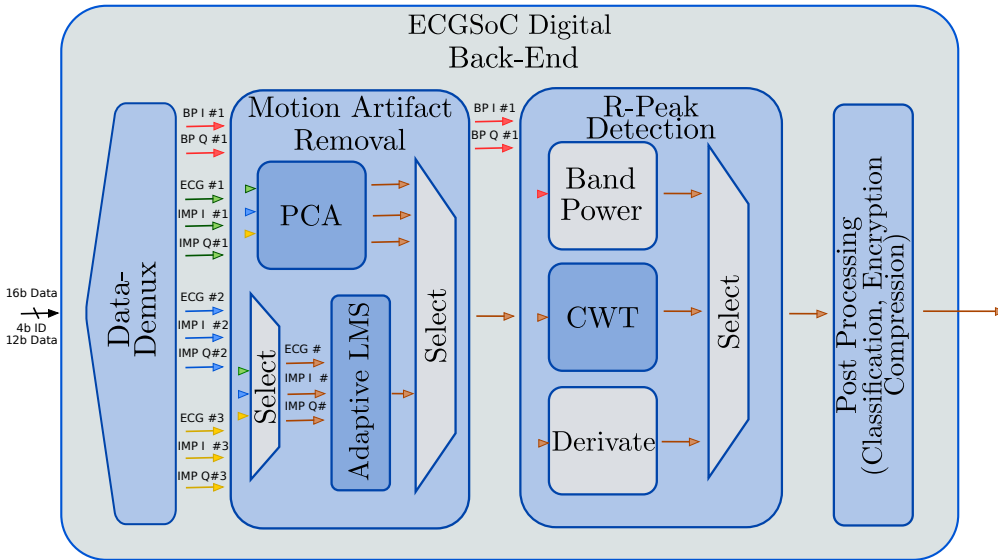 ECGSoC Digital
Back-End
16b Data
4b ID
12b Data
Data-
Demux
BP I #1
BP Q #1
ECG #1
IMP I  #1
IMP Q#1
ECG #2
IMP I  #2
IMP Q#2
ECG #3
IMP I  #3
IMP Q#3
Motion Artifact
Removal
PCA
Select
ECG #
IMP I  #
IMP Q#
Adaptive LMS
Select
BP I #1
BP Q #1
R-Peak
Detection
Band
Power
CWT
Derivate
Select
Post Processing
(Classification, Encryption
Compression)